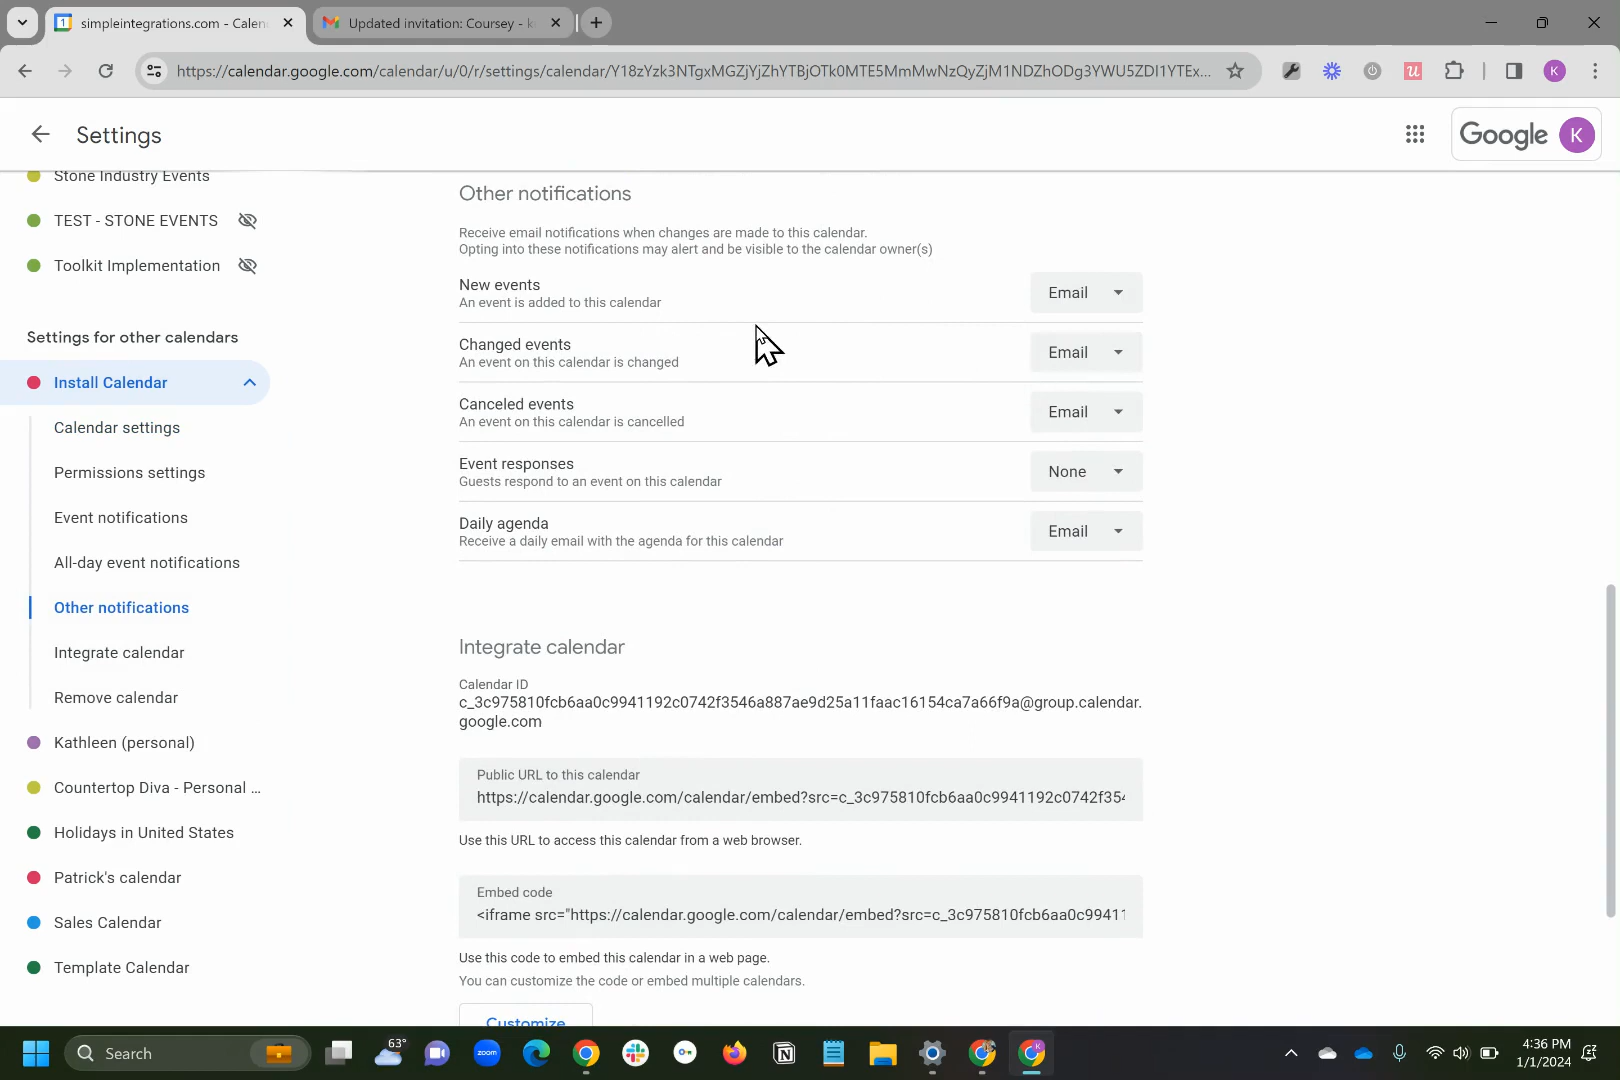 simpleintegrations.com - Calen
Updated invitation: Coursey - k
https://calendar.google.com/calendar/u/0/r/settings/calendar/Y18zYzk3NTgxMGZjYjZhYTBjOTk0MTE5MmMwNzQyZjM1NDZhODg3YWU5ZDI1YTEx...
K
Settings
Google
K
Stone Industry Events
TEST - STONE EVENTS
Toolkit Implementation
Settings for other calendars
Install Calendar
Calendar settings
Permissions settings
Event notifications
All-day event notifications
Other notifications
Integrate calendar
Remove calendar
Kathleen (personal)
Countertop Diva - Personal ...
Holidays in United States
Patrick's calendar
Sales Calendar
Template Calendar
Other notifications
Receive email notifications when changes are made to this calendar.
Opting into these notifications may alert and be visible to the calendar owner(s)
New events
An event is added to this calendar
Email
Changed events
An event on this calendar is changed
Email
Canceled events
An event on this calendar is cancelled
Email
Event responses
Guests respond to an event on this calendar
None
Daily agenda
Receive a daily email with the agenda for this calendar
Email
Integrate calendar
Calendar ID
c_3c975810fcb6aa0c9941192c0742f3546a887ae9d25a11faac16154ca7a66f9a@group.calendar.
google.com
Public URL to this calendar
https://calendar.google.com/calendar/embed?src=c_3c975810fcb6aa0c9941192c0742f354
Use this URL to access this calendar from a web browser.
Embed code
<iframe src="https://calendar.google.com/calendar/embed?src=c_3c975810fcb6aa0c99411
Use this code to embed this calendar in a web page.
You can customize the code or embed multiple calendars.
Customize
Search
63°
zoom
4:36 PM
1/1/2024